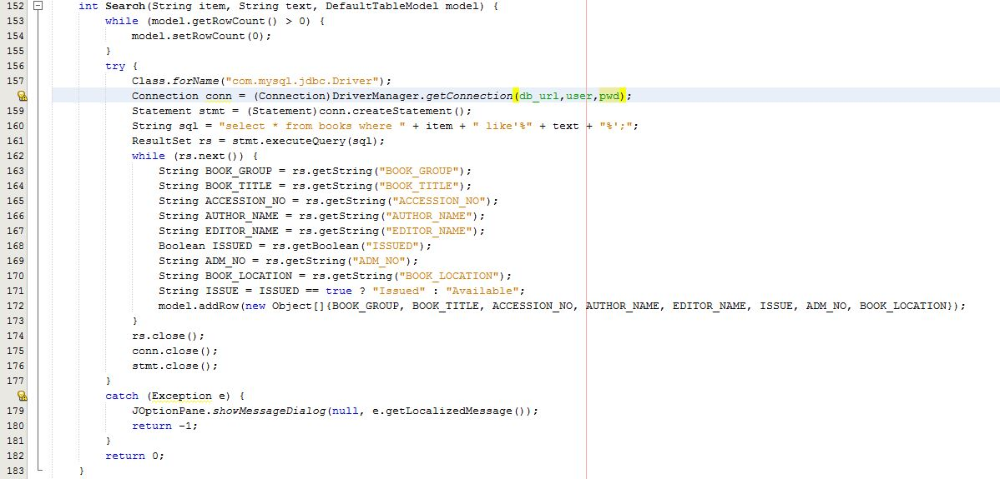 152 int Search(String item, String text, DefaultTableModel model) {
153 while (model.getRowCount() > 0) {
154 model.setRowCount(0);
155 }
156 try {
157 Class.forName("com.mysql.jdbc.Driver");
Connection conn = (Connection)DriverManager.getConnection(db_url,user,pwd);
159 Statement stmt = (Statement)conn.createStatement();
160 String sql = "select * from books where " + item + " like'%" + text + "%';";
161 ResultSet rs = stmt.executeQuery(sql);
162 while (rs.next()) {
163 String BOOK_GROUP = rs.getString("BOOK_GROUP");
164 String BOOK_TITLE = rs.getString("BOOK_TITLE");
165 String ACCESSION_NO = rs.getString("ACCESSION_NO");
166 String AUTHOR_NAME = rs.getString("AUTHOR_NAME");
167 String EDITOR_NAME = rs.getString("EDITOR_NAME");
168 Boolean ISSUED = rs.getBoolean("ISSUED");
169 String ADM_NO = rs.getString("ADM_NO");
170 String BOOK_LOCATION = rs.getString("BOOK_LOCATION");
171 String ISSUE = ISSUED == true ? "Issued" : "Available";
172 model.addRow(new Object[]{BOOK_GROUP, BOOK_TITLE, ACCESSION_NO, AUTHOR_NAME, EDITOR_NAME, ISSUE, ADM_NO, BOOK_LOCATION});
173 }
174 rs.close();
175 conn.close();
176 stmt.close();
177 }
catch (Exception e) {
179 JOptionPane.showMessageDialog(null, e.getLocalizedMessage());
180 return -1;
181 }
182 return 0;
183 }